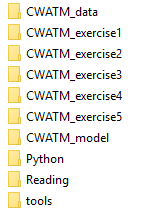 CWATM_data
CWATM_exercise1
CWATM_exercise2
CWATM_exercise3
CWATM_exercise4
CWATM_exercise5
CWATM_model
Python
Reading
tools